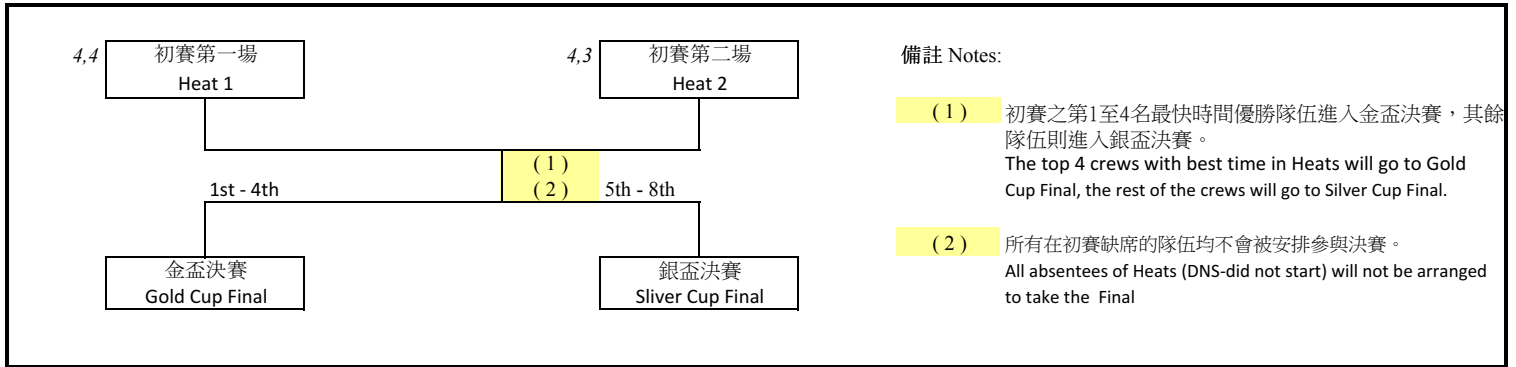 4,4
初賽第一場
Heat 1
4,3
初賽第二場
Heat 2
( 1 )
( 2 )
1st - 4th
5th - 8th
金盃決賽
Gold Cup Final
銀盃決賽
Sliver Cup Final
備註 Notes:
( 1 )
初賽之第1至4名最快時間優勝隊伍進入金盃決賽，其餘
隊伍則進入銀盃決賽。
The top 4 crews with best time in Heats will go to Gold
Cup Final, the rest of the crews will go to Silver Cup Final.
( 2 )
所有在初賽缺席的隊伍均不會被安排參與決賽。
All absentees of Heats (DNS-did not start) will not be arranged
to take the Final